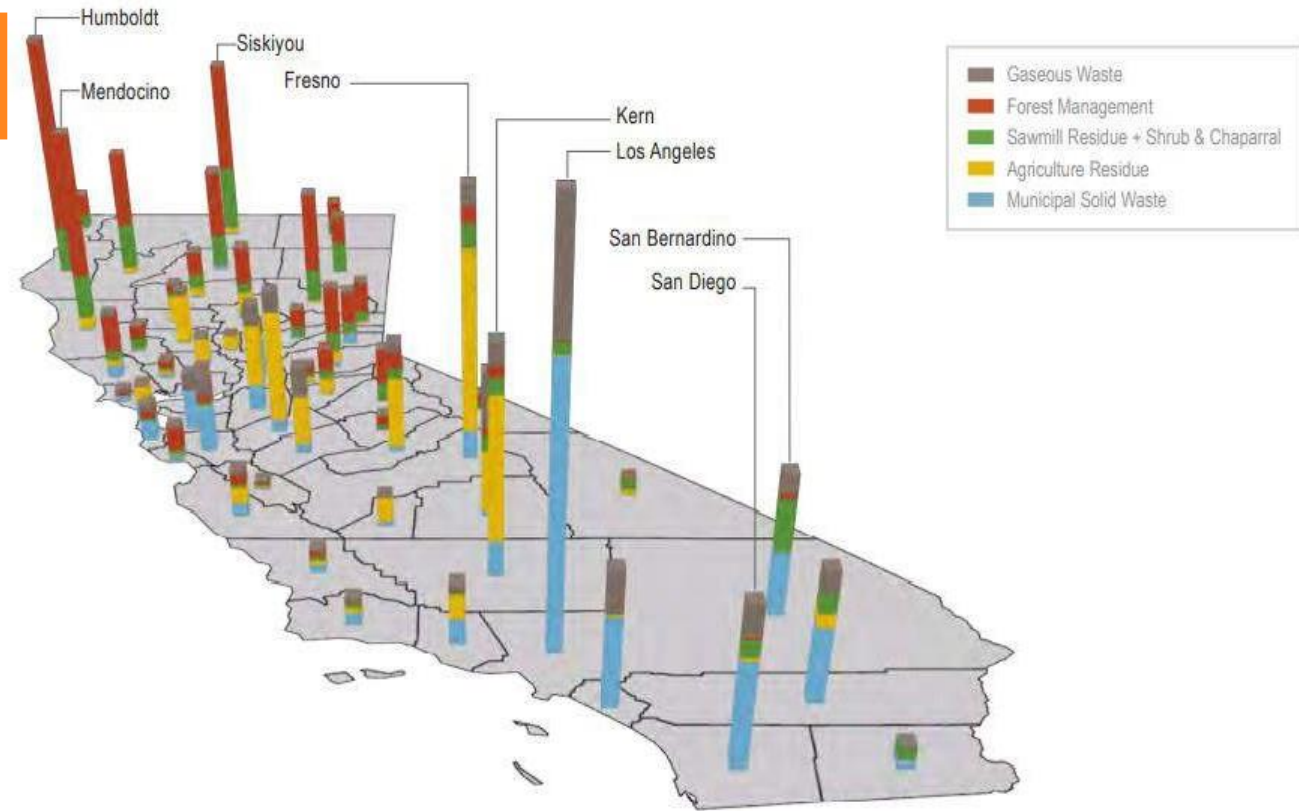 Humboldt
Siskiyou
Mendocino
Fresno
Kern
Los Angeles
San Bernardino
San Diego
Gaseous Waste
Forest Management
Sawmill Residue + Shrub & Chaparral
Agriculture Residue
Municipal Solid Waste